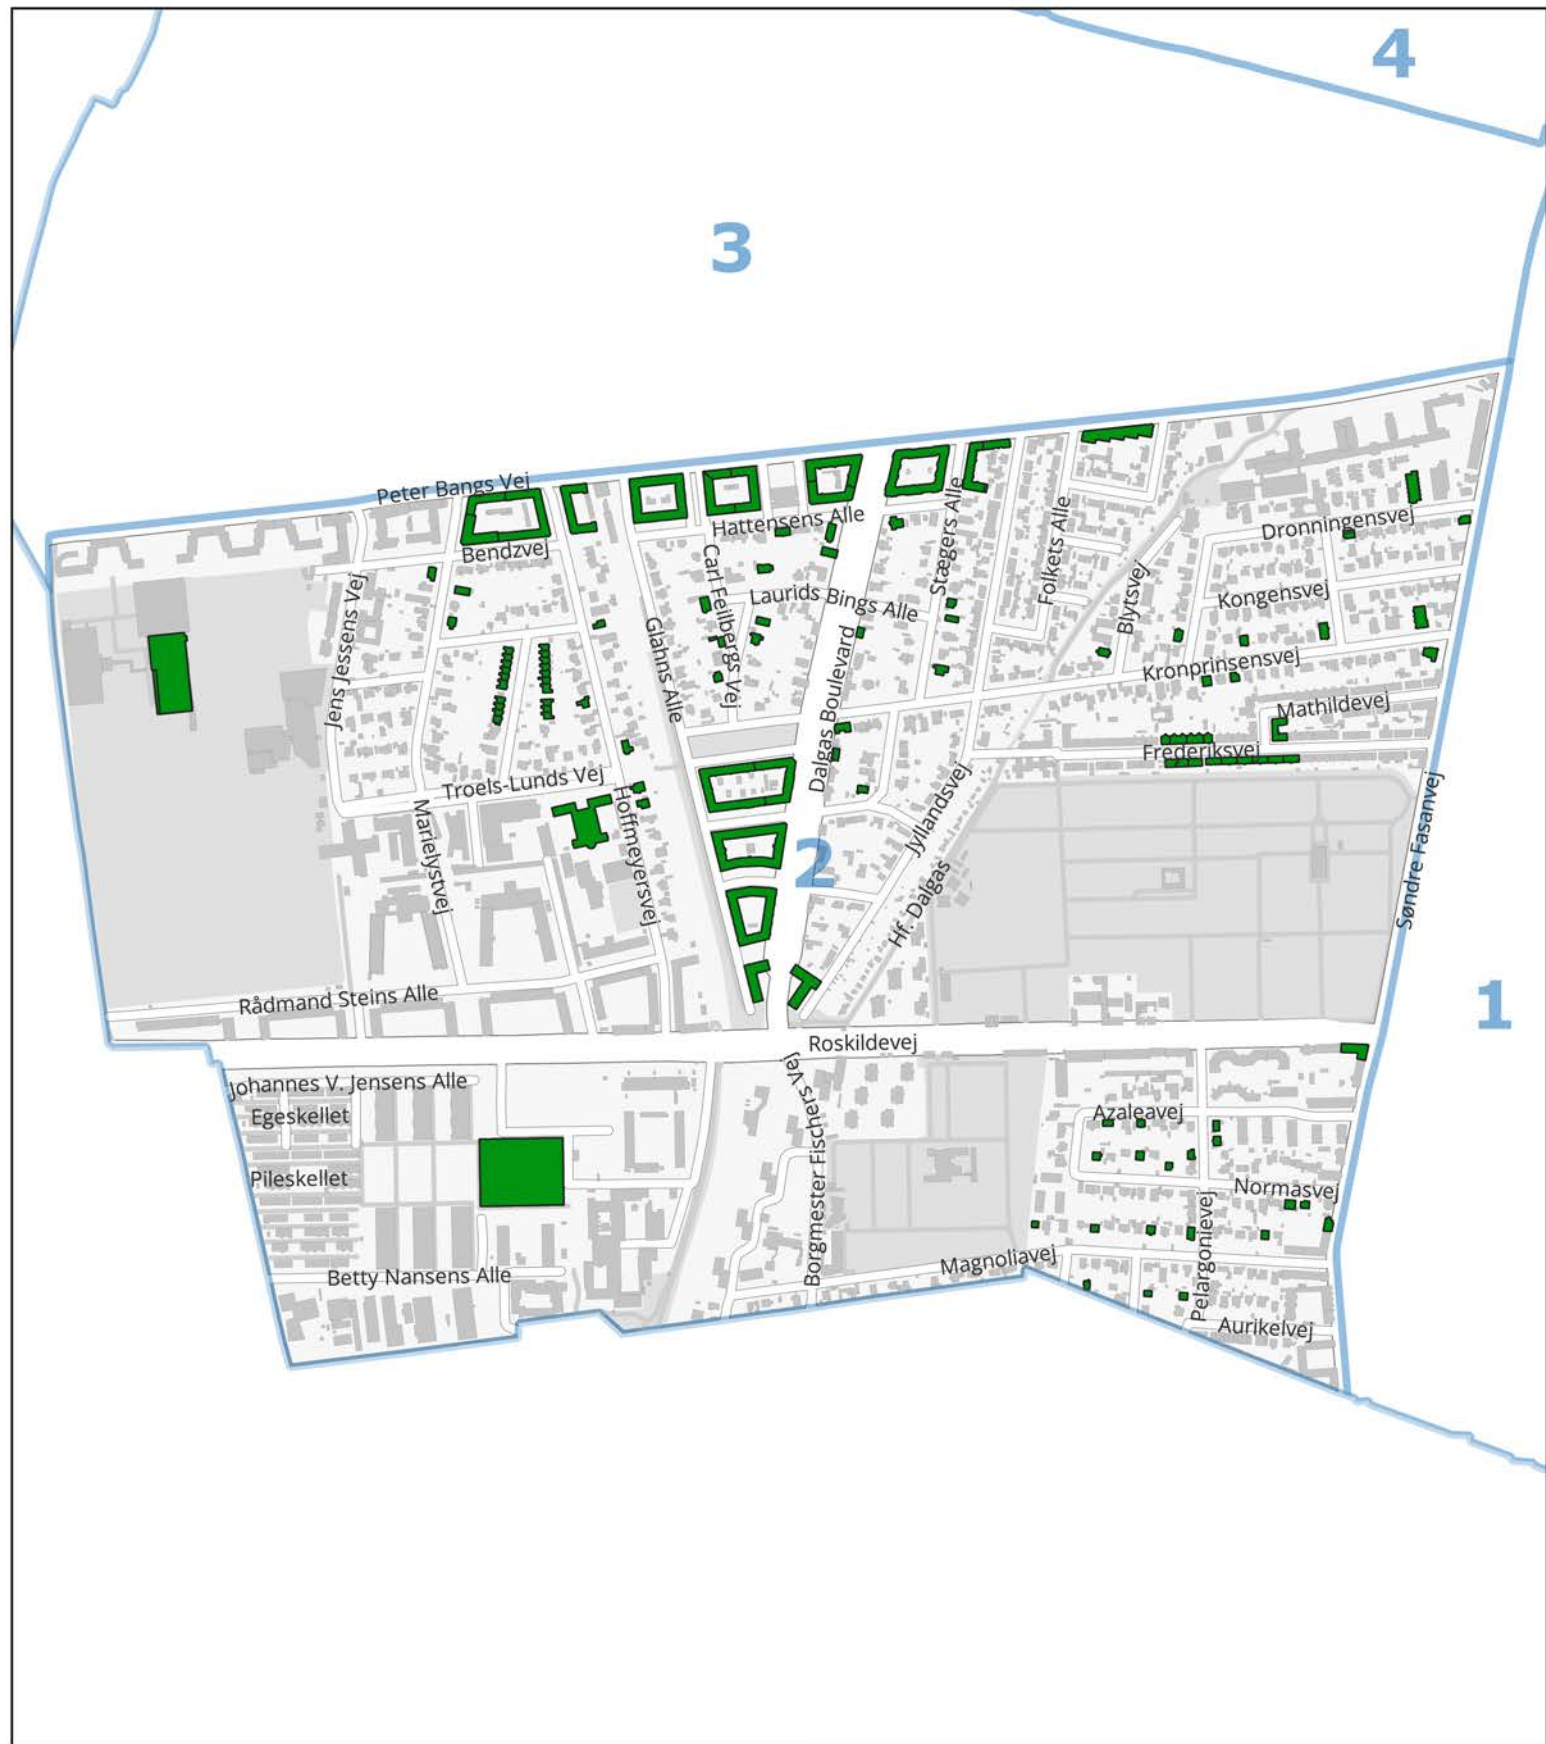 4
3
Peter Bangs Vej
Hattensens Alle
Bendzvej
Stægers Alle
Folkets Alle
Dronningensvej
Blytsvej
Kongehsvej
Laurids Bings Alle
Carl Feilbergs Vej
Glahns Alle
Jens Jessens Vej
Kronprinsensvej
Mathildevej
Dalgas Boulevard
Frederiksvej
Troels-Lunds Vej
Marielystvej
Hoffmeyersvej
Jyllandsvej
2
Hf. Dalgas
Søndre Fasanvej
Rådmand Steins Alle
1
Roskildevej
Johannes V. Jensens Alle
Egeskellet
Azaleavej
Borgmester Fischers Vej
Pileskellet
Normasvej
Pelargonievej
Magnoliavej
Betty Nansens Alle
Aurikelvej